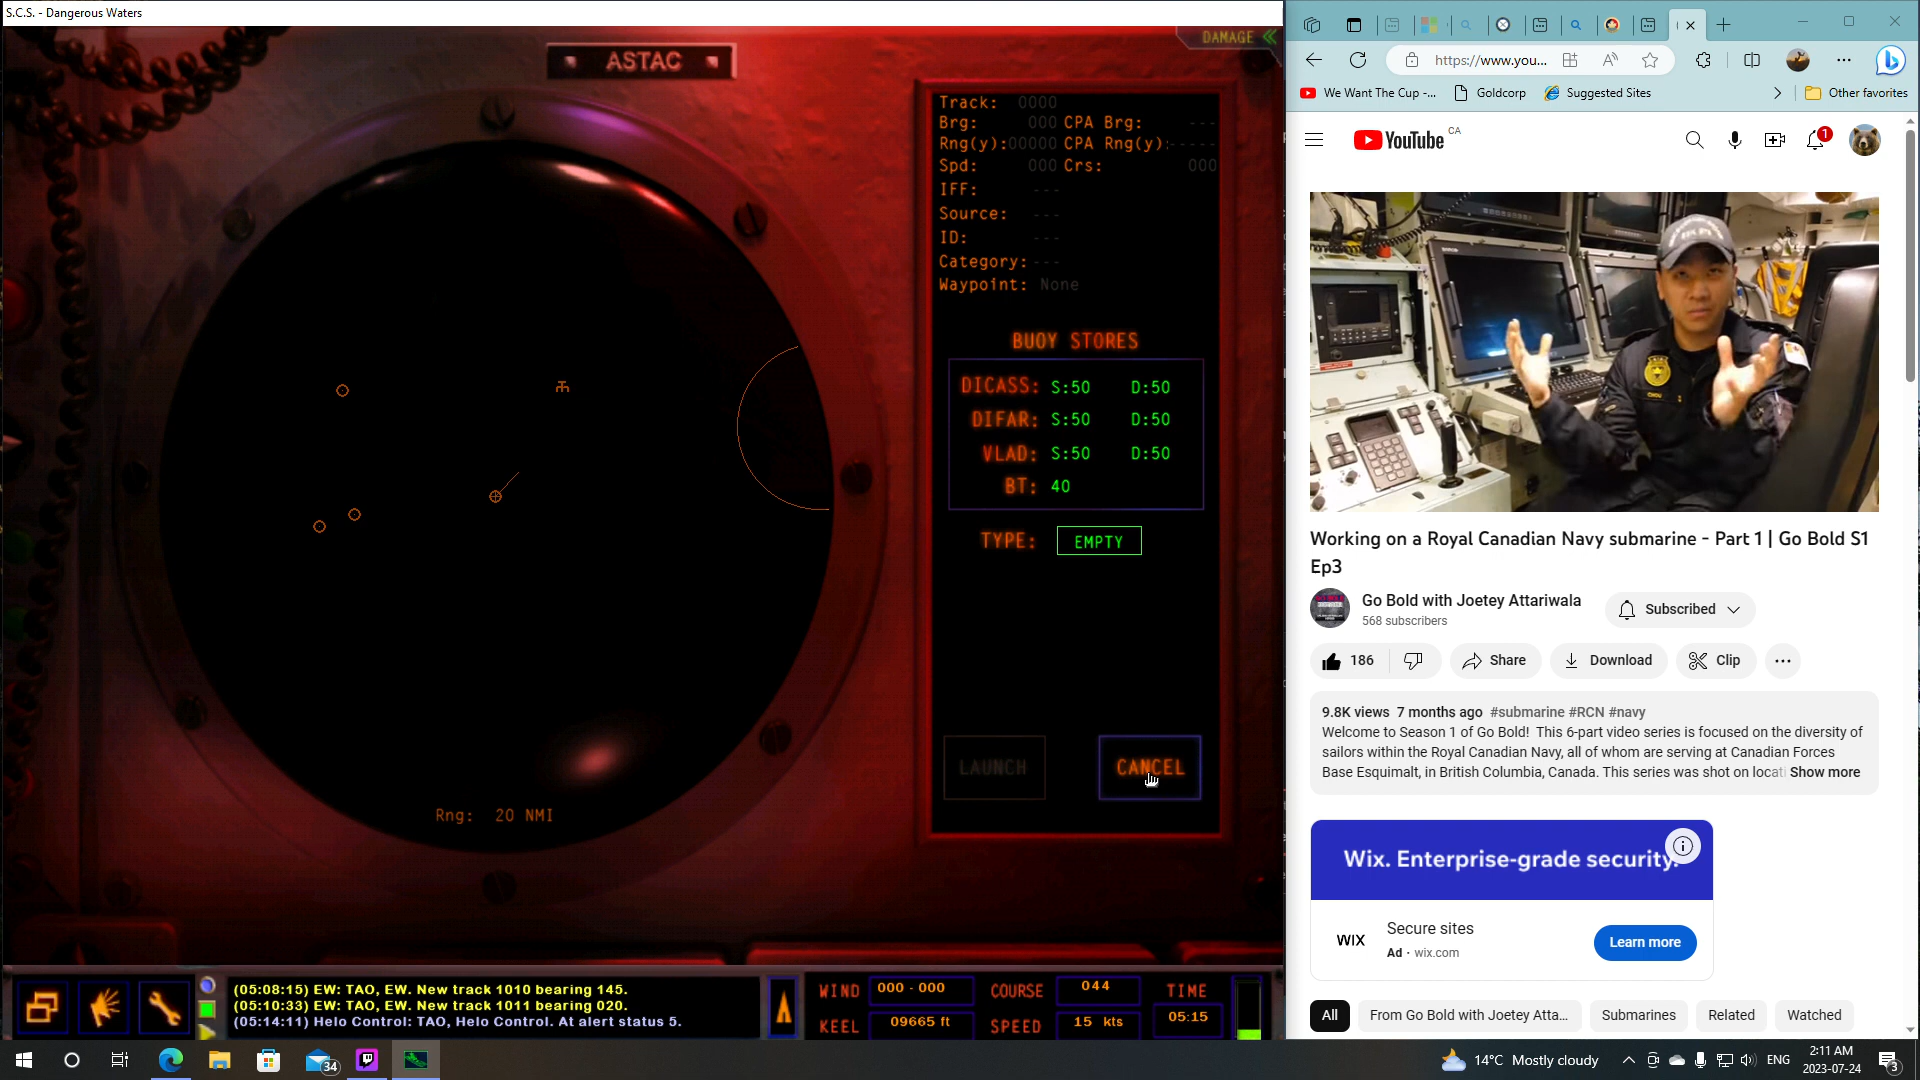 S.C.S. - Dangerous Waters
DAMAGE
ASTAC
Track: 0000
Brg: 000 CPA Brg: ---
Rng(y):00000 CPA Rng(y):-----
Spd: 000 Crs: 000
IFF: ---
Source: ---
ID: ---
Category: ---
Waypoint: None
BUOY STORES
DICASS: S:50 D:50
DIFAR: S:50 D:50
VLAD: S:50 D:50
BT: 40
TYPE: EMPTY
LAUNCH CANCEL
Rng: 20 NMI
(05:08:15) EW: TAO, EW. New track 1010 bearing 145.
(05:10:33) EW: TAO, EW. New track 1011 bearing 020.
(05:14:11) Helo Control: TAO, Helo Control. At alert status 5.
WIND 000 - 000 COURSE 044 TIME
KEEL 09665 ft SPEED 15 kts 05:15
https://www.you...
We Want The Cup -... Goldcorp Suggested Sites Other favorites
YouTube CA
1
CHOU
Working on a Royal Canadian Navy submarine - Part 1 | Go Bold S1
Ep3
Go Bold with Joetey Attariwala
568 subscribers
Subscribed
186 Share Download Clip
9.8K views 7 months ago #submarine #RCN #navy
Welcome to Season 1 of Go Bold! This 6-part video series is focused on the diversity of
sailors within the Royal Canadian Navy, all of whom are serving at Canadian Forces
Base Esquimalt, in British Columbia, Canada. This series was shot on locati Show more
Wix. Enterprise-grade security.
WIX
Secure sites
Ad · wix.com
Learn more
All From Go Bold with Joetey Atta... Submarines Related Watched
34
14°C Mostly cloudy
ENG
2:11 AM
2023-07-24
3